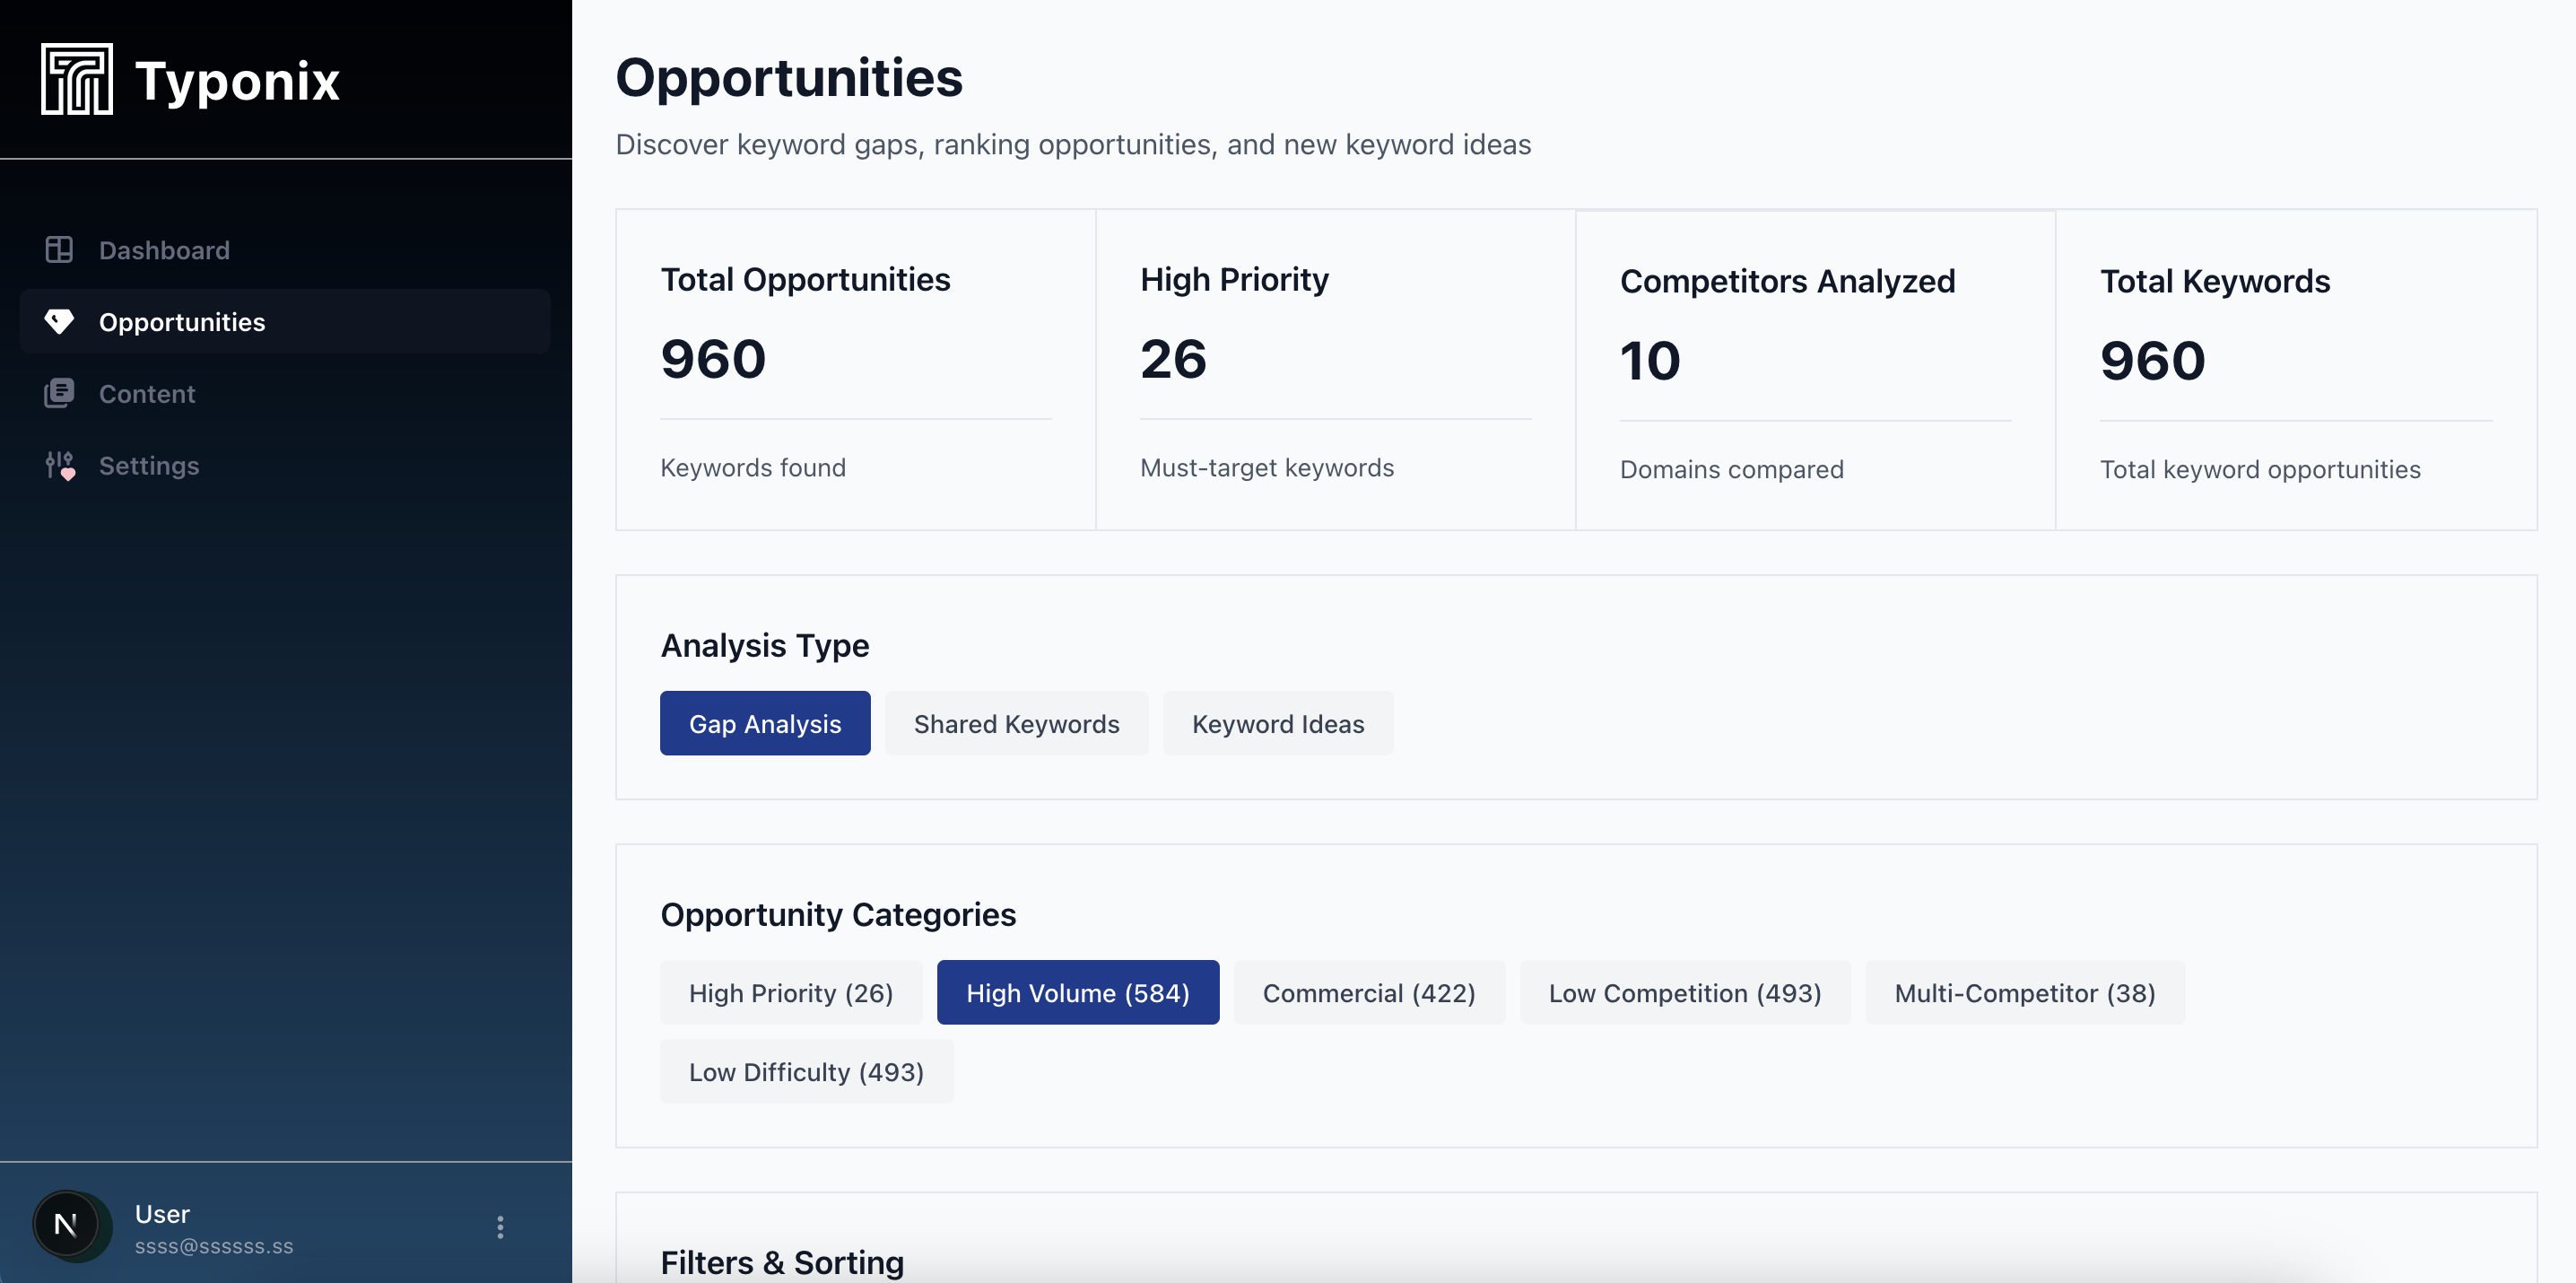 Typonix
Dashboard
Opportunities
Content
Settings
N
User
ssss@ssssss.ss
Opportunities
Discover keyword gaps, ranking opportunities, and new keyword ideas
Total Opportunities
960
Keywords found
High Priority
26
Must-target keywords
Competitors Analyzed
10
Domains compared
Total Keywords
960
Total keyword opportunities
Analysis Type
Gap Analysis
Shared Keywords
Keyword Ideas
Opportunity Categories
High Priority (26)
High Volume (584)
Commercial (422)
Low Competition (493)
Multi-Competitor (38)
Low Difficulty (493)
Filters & Sorting